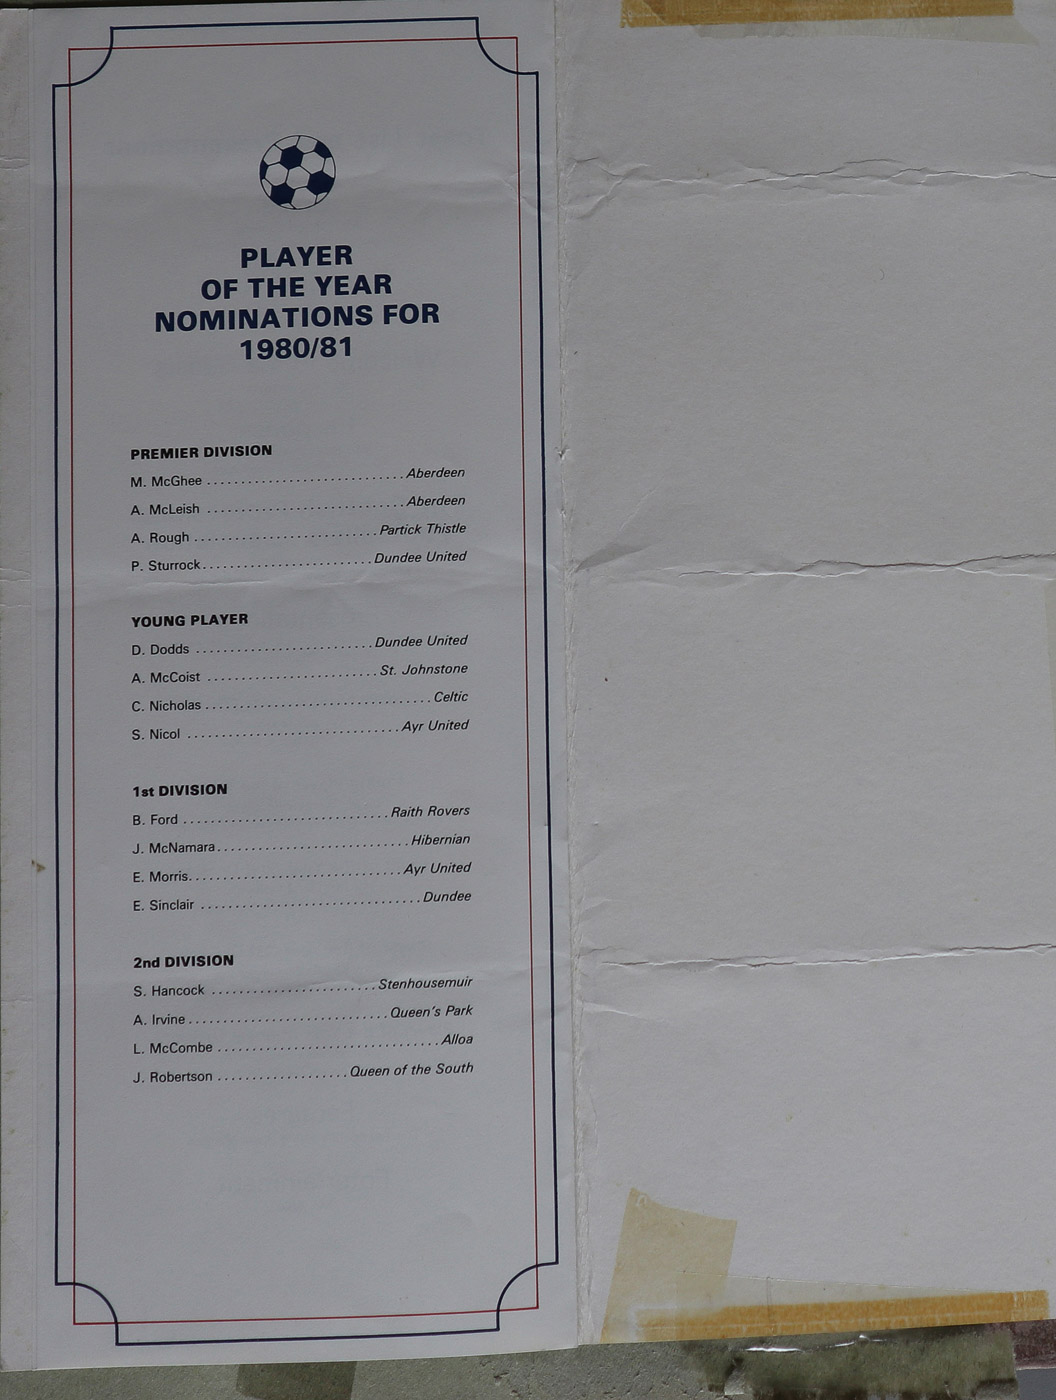 PLAYER
OF THE YEAR
NOMINATIONS FOR
1980/81
PREMIER DIVISION
M. McGhee ............................ Aberdeen
A. McLeish ............................ Aberdeen
A. Rough .......................... Partick Thistle
P. Sturrock ........................ Dundee United
YOUNG PLAYER
D. Dodds ......................... Dundee United
A. McCoist ........................ St. Johnstone
C. Nicholas ................................ Celtic
S. Nicol .............................. Ayr United
1st DIVISION
B. Ford ............................. Raith Rovers
J. McNamara ........................... Hibernian
E. Morris .............................. Ayr United
E. Sinclair ............................... Dundee
2nd DIVISION
S. Hancock ....................... Stenhousemuir
A. Irvine ............................ Queen's Park
L. McCombe ............................... Alloa
J. Robertson ................... Queen of the South